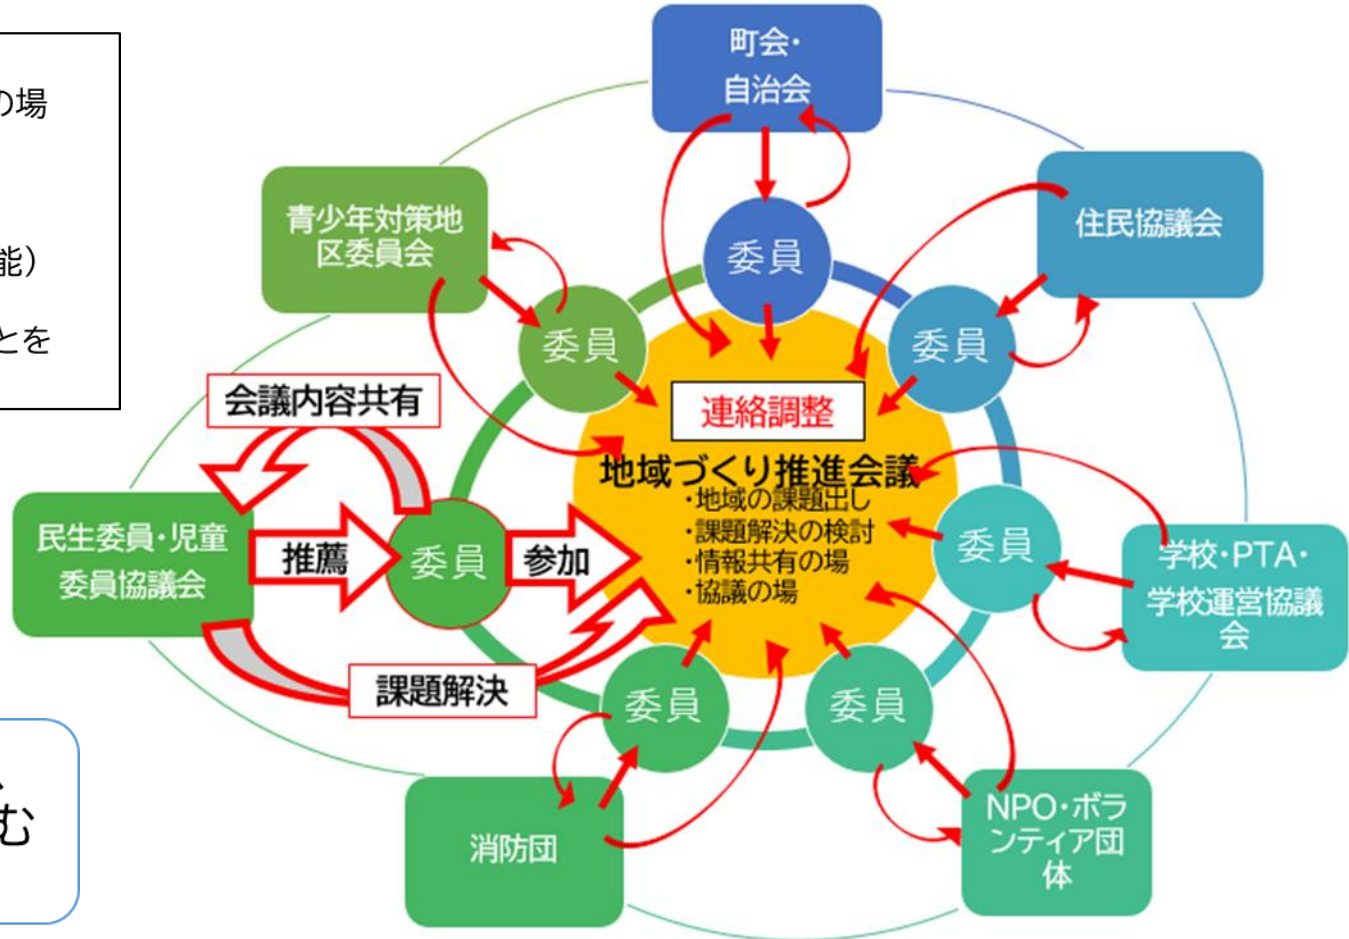 の場
能）
とを
町会・
自治会
住民協議会
青少年対策地
区委員会
委員
委員
委員
会議内容共有
連絡調整
地域づくり推進会議
・地域の課題出し
・課題解決の検討
・情報共有の場
・協議の場
民生委員・児童
委員協議会
推薦
委員
参加
委員
学校・PTA・
学校運営協議
会
課題解決
委員
委員
消防団
NPO・ボラ
ンティア団
体
、
む